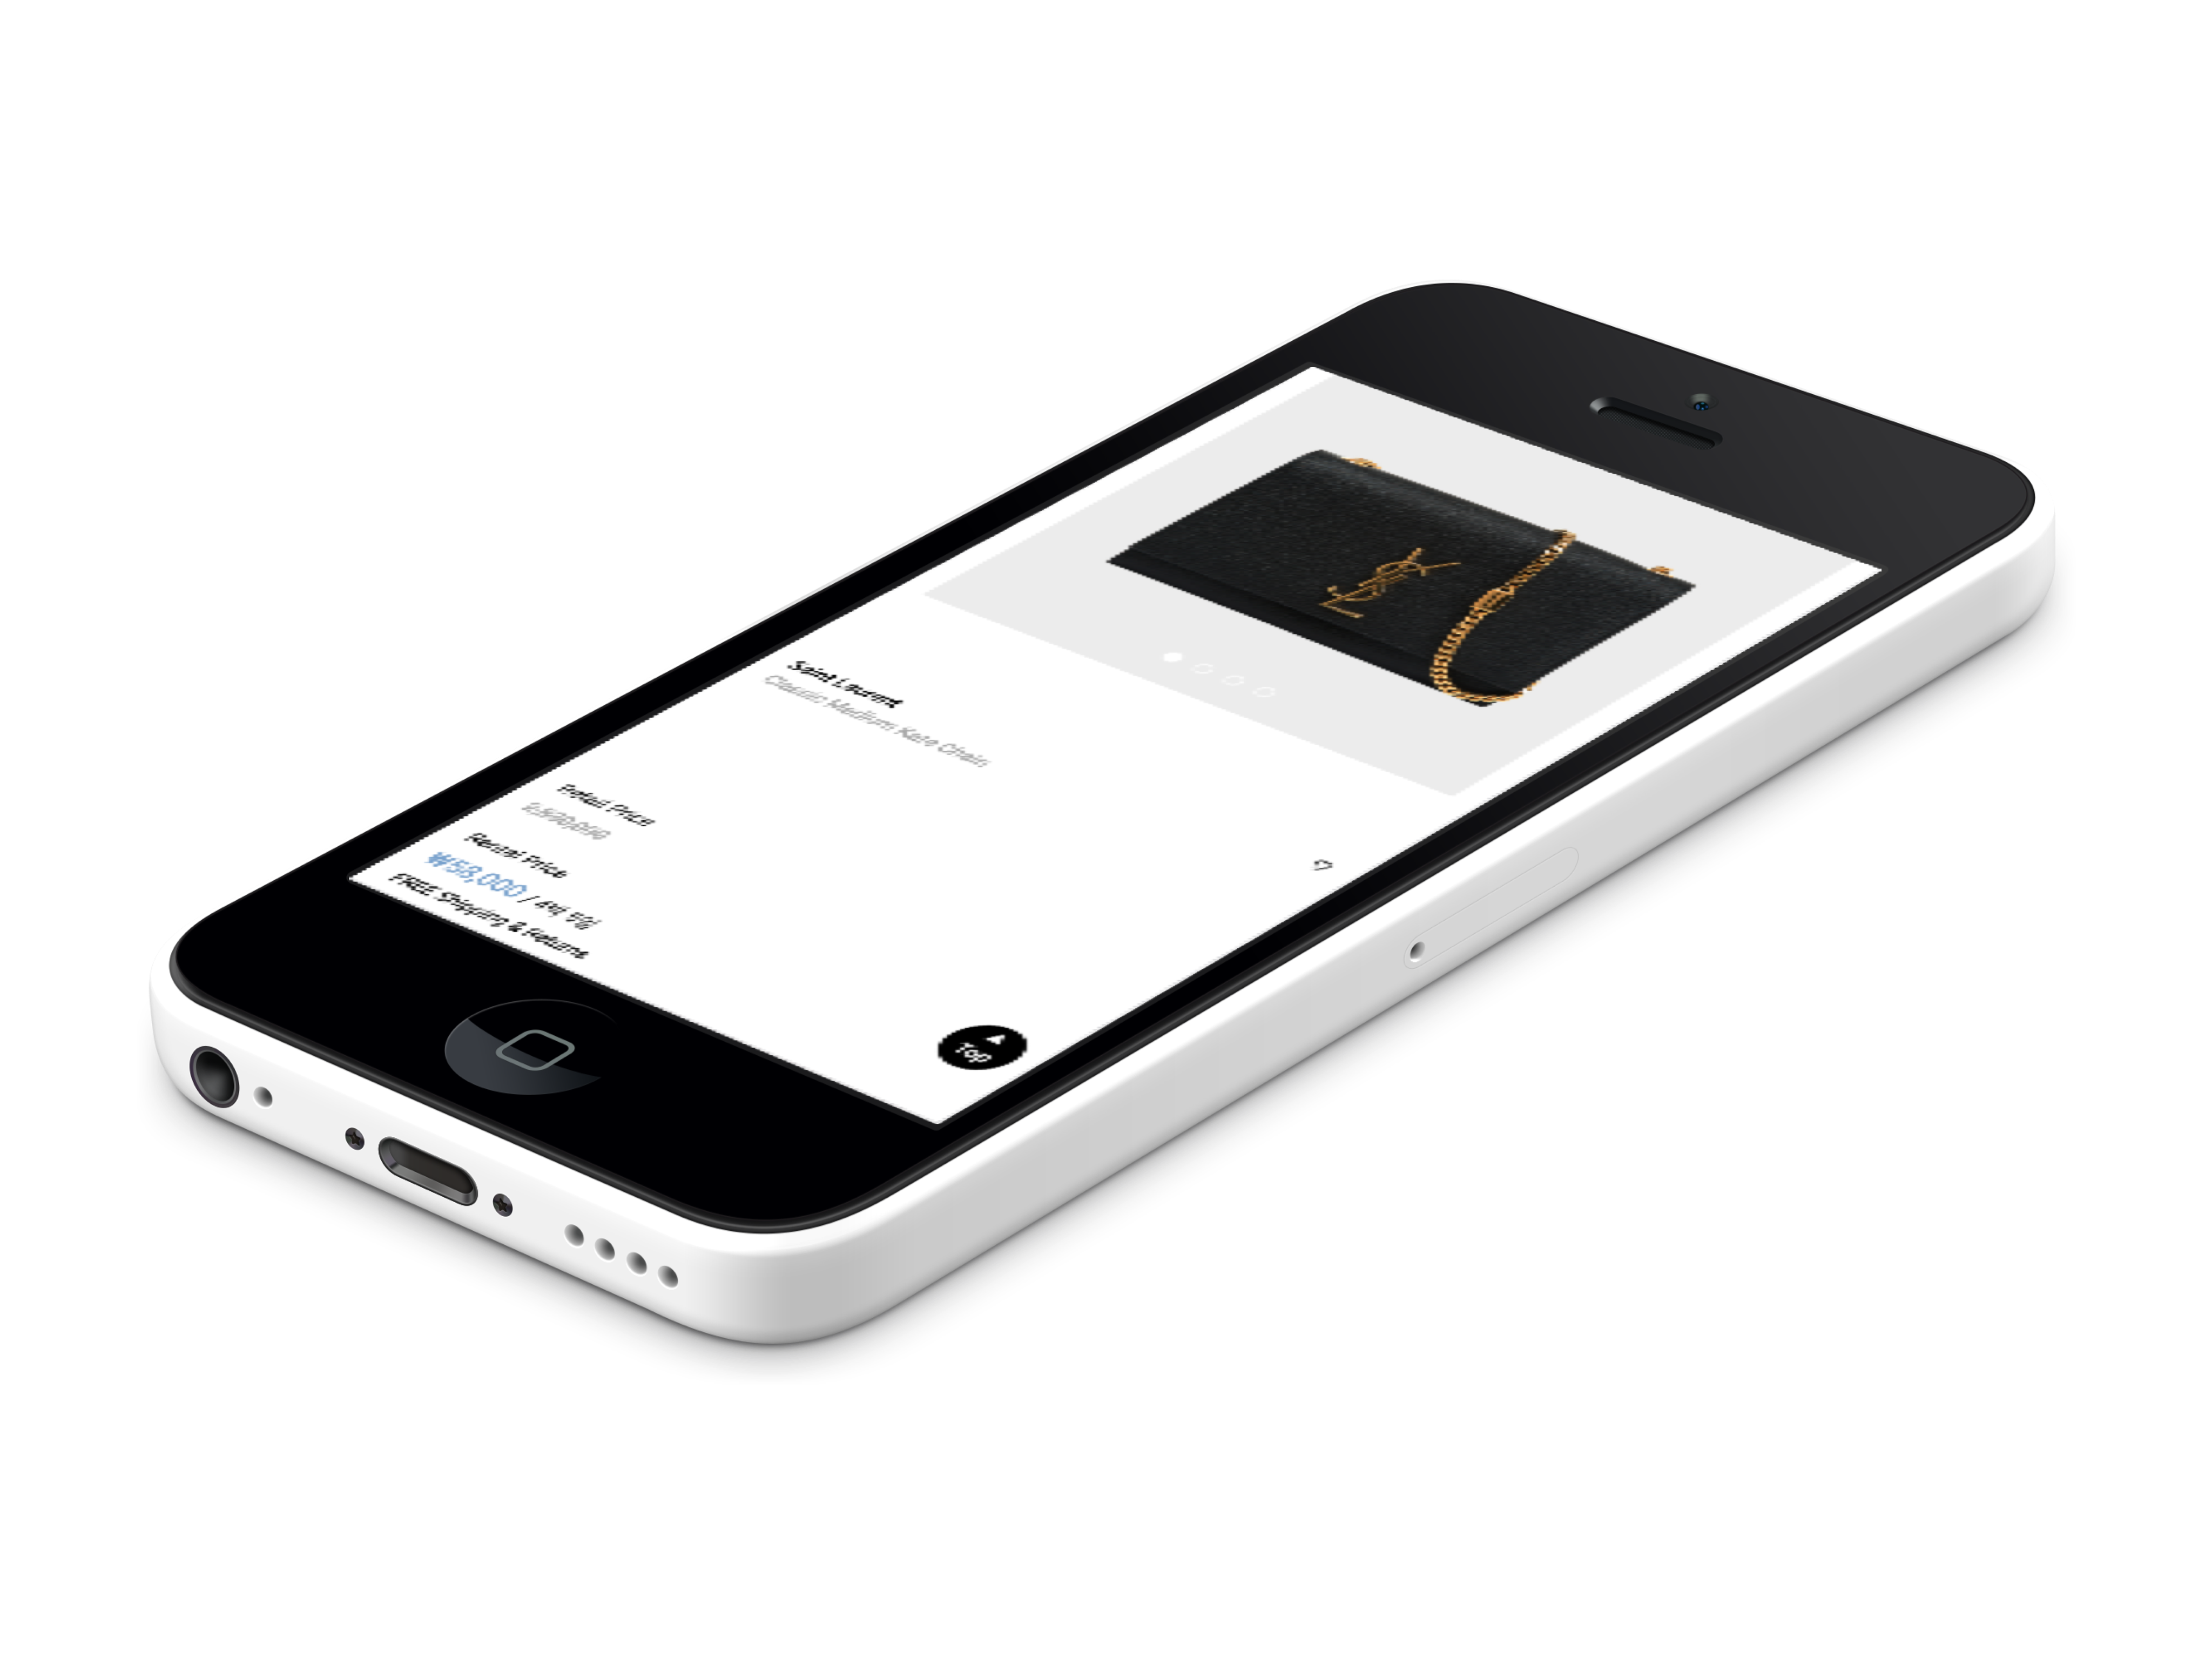 YSL
Saint Laurent
Classic Medium Kate Chain
Retail Price
Rental Price
₩58,000 / 4박 5일
FREE Shipping & Returns
Top